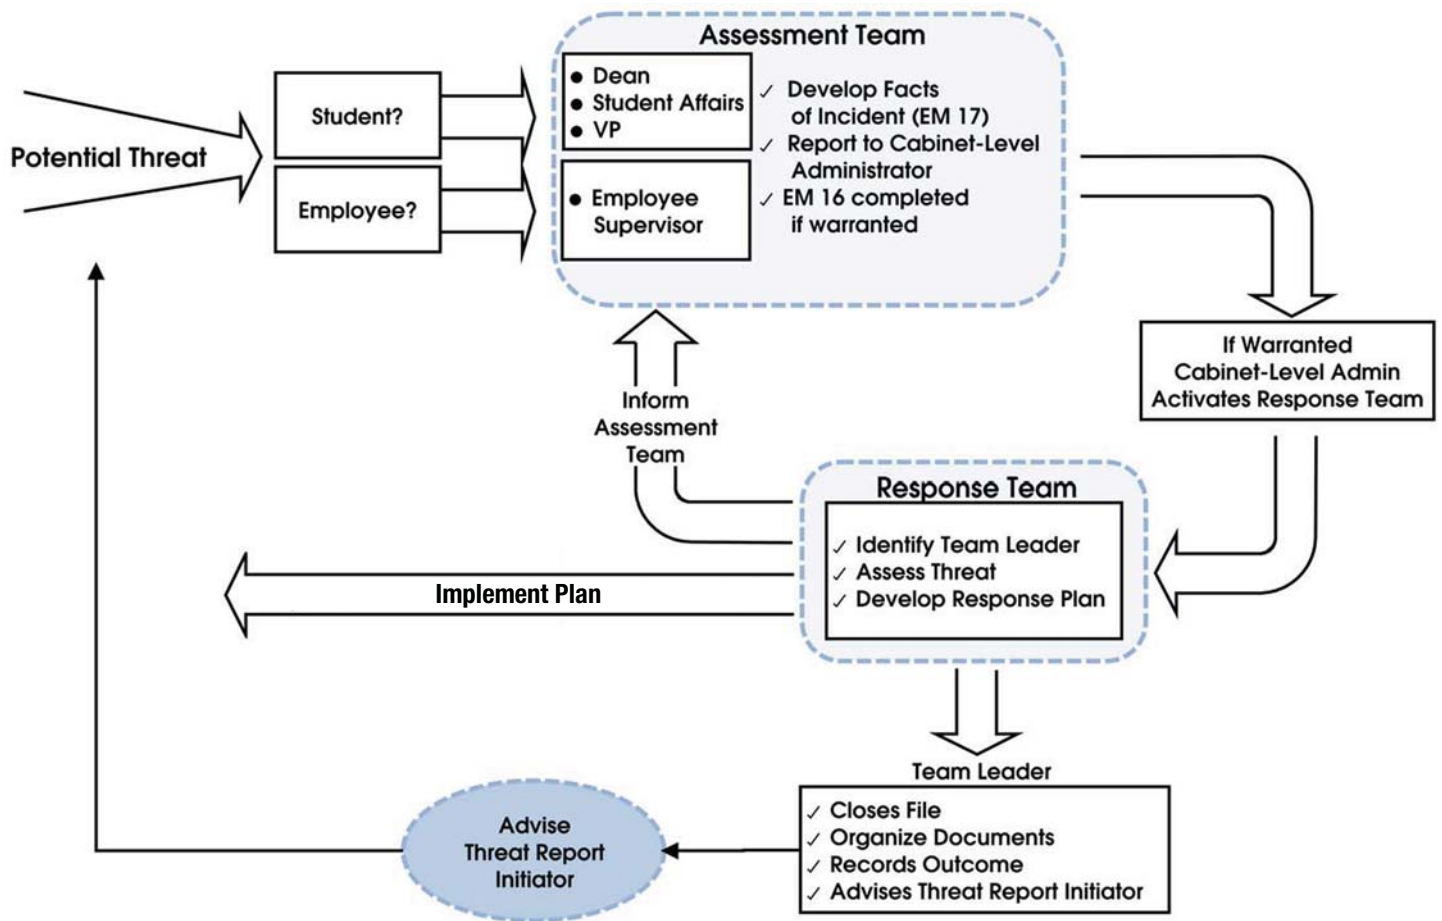 Assessment Team
● Dean
● Student Affairs
● VP
✓ Develop Facts
of Incident (EM 17)
✓ Report to Cabinet-Level
Administrator
✓ EM 16 completed
if warranted
● Employee
Supervisor
Student?
Potential Threat
Employee?
If Warranted
Cabinet-Level Admin
Activates Response Team
Inform
Assessment
Team
Response Team
✓ Identify Team Leader
✓ Assess Threat
✓ Develop Response Plan
Implement Plan
Team Leader
✓ Closes File
✓ Organize Documents
✓ Records Outcome
✓ Advises Threat Report Initiator
Advise
Threat Report
Initiator